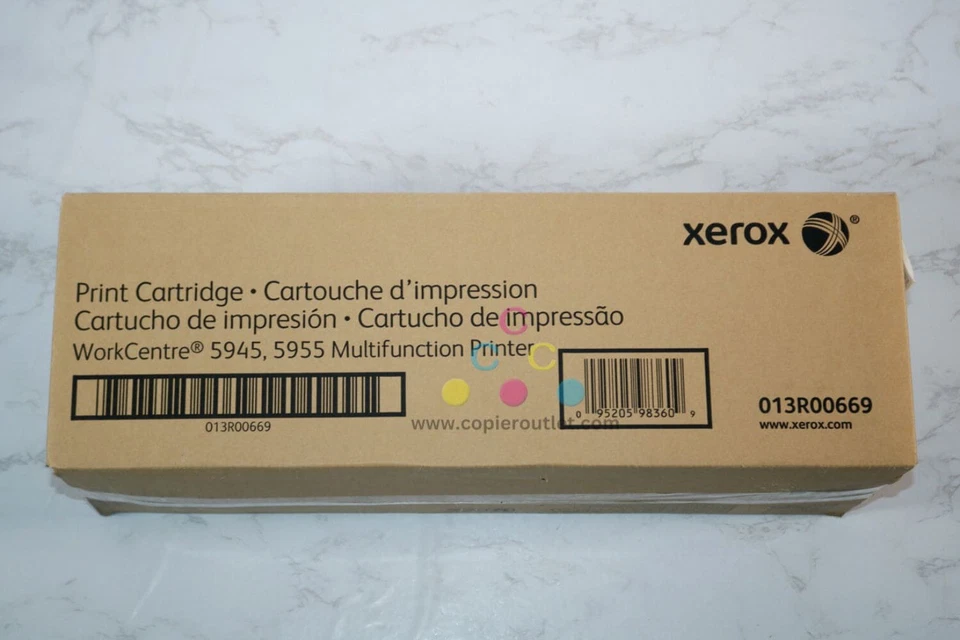 xerox ®
Print Cartridge • Cartouche d'impression
Cartucho de impresión • Cartucho de impressão
WorkCentre® 5945, 5955 Multifunction Printer
C
C C
013R00669
0 95205 98360 9
www.copieroutlet.com
013R00669
www.xerox.com